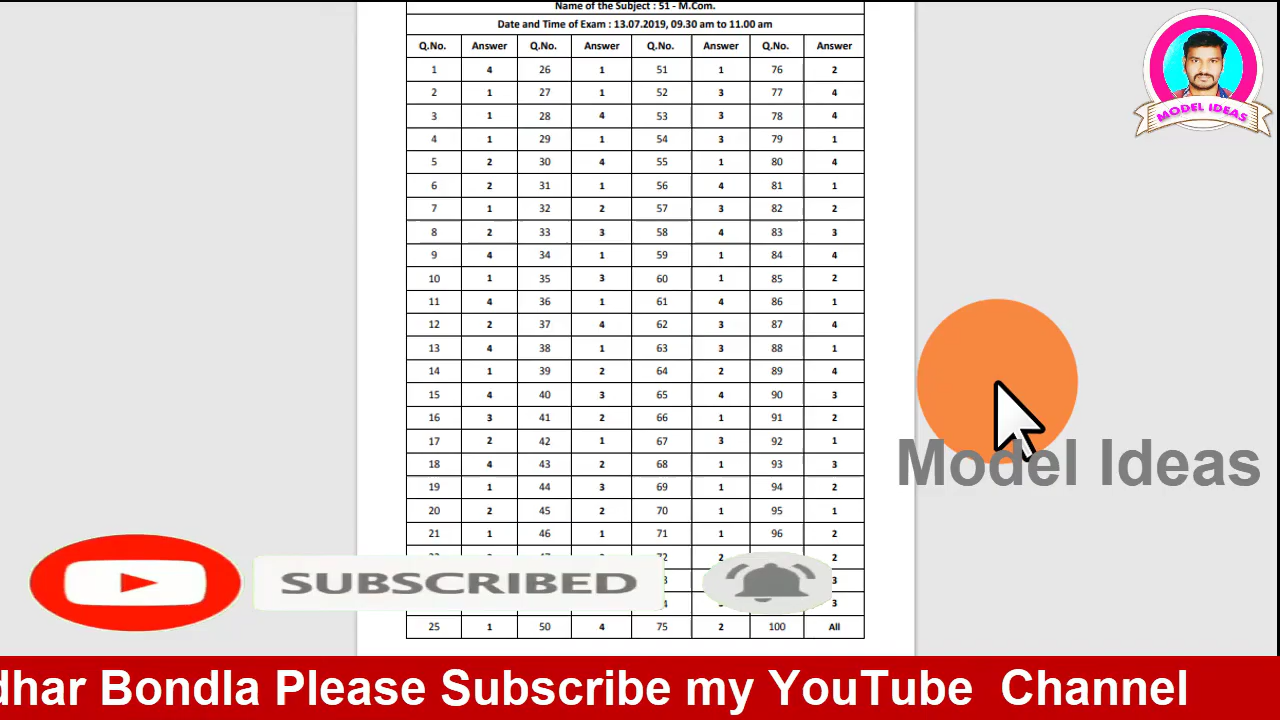 Name of the Subject : 51 - M.Com.
Date and Time of Exam : 13.07.2019, 09.30 am to 11.00 am
Q.No. Answer Q.No. Answer Q.No. Answer Q.No. Answer
1 4 26 1 51 1 76 2
2 1 27 1 52 3 77 4
3 1 28 4 53 3 78 4
4 1 29 1 54 3 79 1
5 2 30 4 55 1 80 4
6 2 31 1 56 4 81 1
7 1 32 2 57 3 82 2
8 2 33 3 58 4 83 3
9 4 34 1 59 1 84 4
10 1 35 3 60 1 85 2
11 4 36 1 61 4 86 1
12 2 37 4 62 3 87 4
13 4 38 1 63 3 88 1
14 1 39 2 64 2 89 4
15 4 40 3 65 4 90 3
16 3 41 2 66 1 91 2
17 2 42 1 67 3 92 1
18 4 43 2 68 1 93 3
19 1 44 3 69 1 94 2
20 2 45 2 70 1 95 1
21 1 46 1 71 1 96 2
2 2
3
3
25 1 50 4 75 2 100 All
MODEL IDEAS
Model Ideas
SUBSCRIBED
dhar Bondla Please Subscribe my YouTube Channel